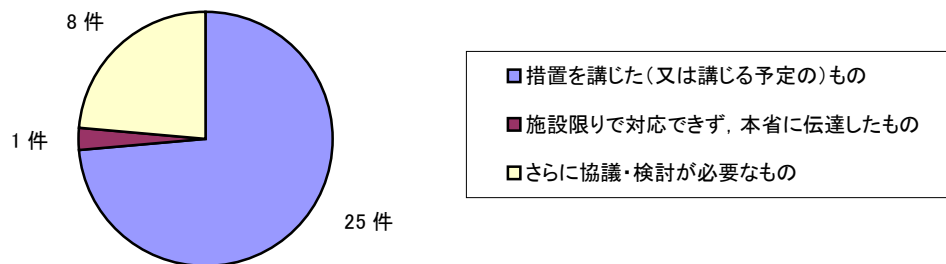 8 件
1 件
25 件
措置を講じた(又は講じる予定の)もの
施設限りで対応できず，本省に伝達したもの
さらに協議・検討が必要なもの